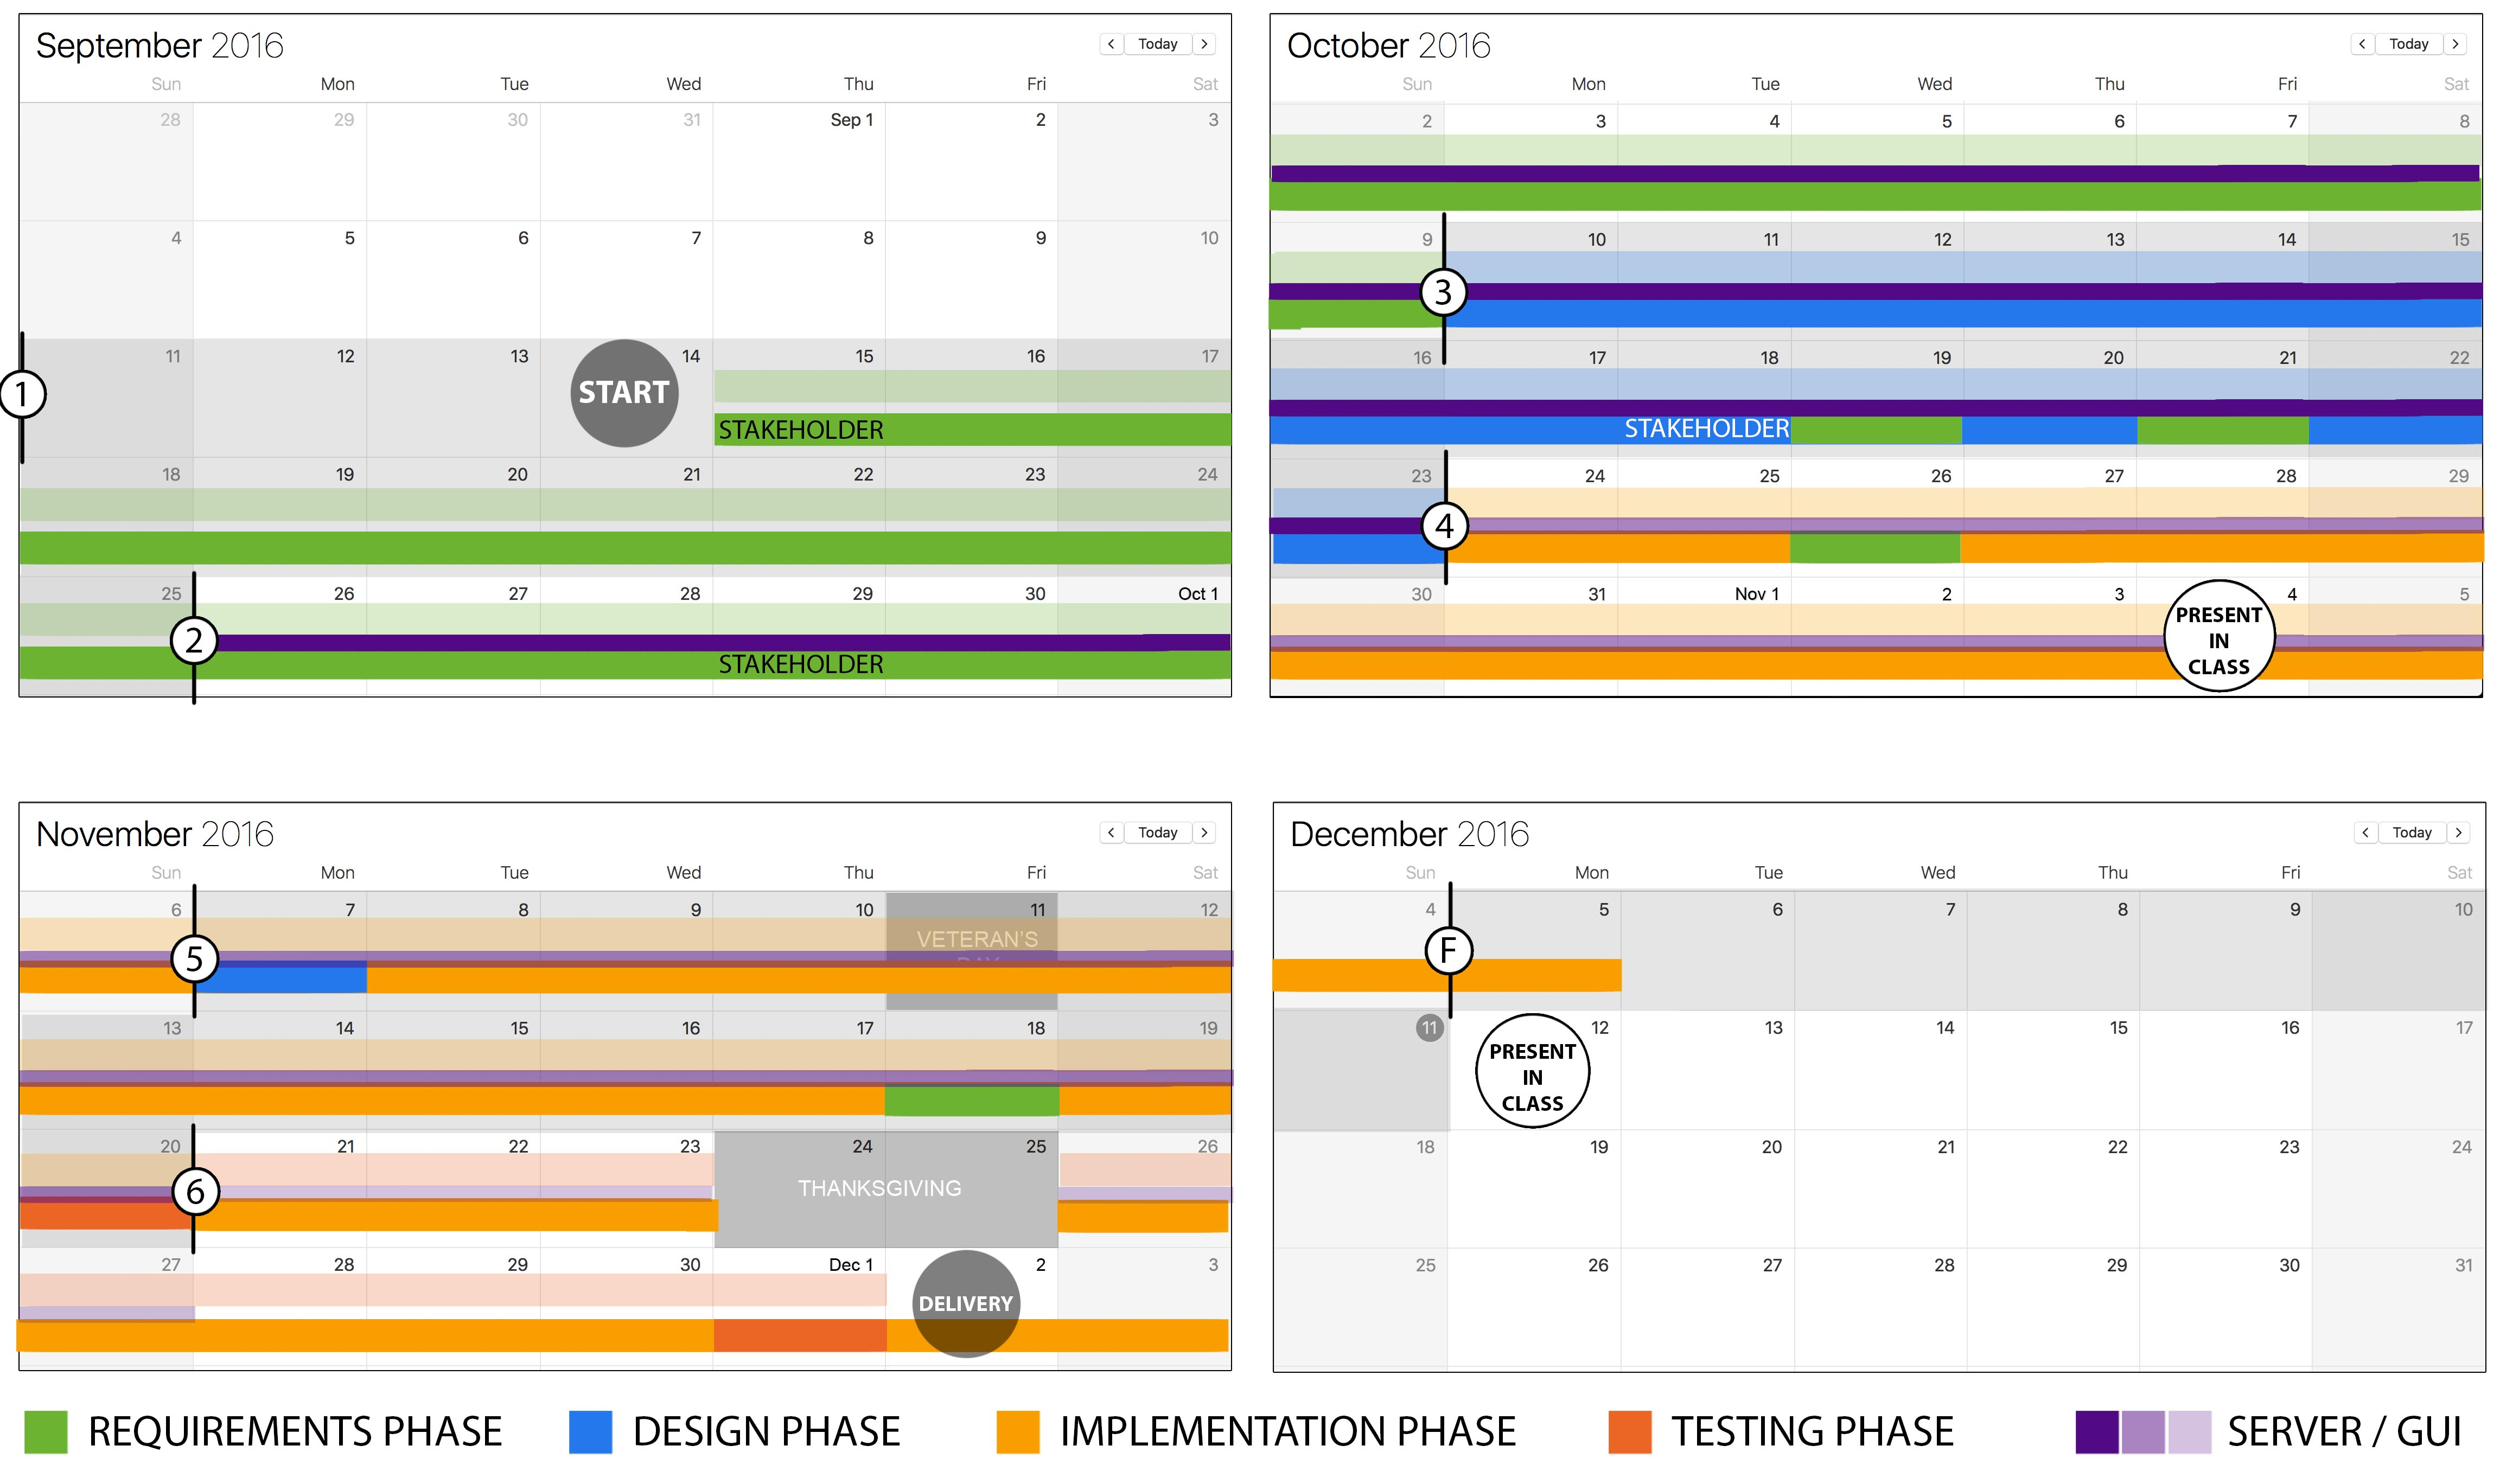 September 2016
< Today >
Sun Mon Tue Wed Thu Fri Sat
28 29 30 31 Sep 1 2 3
4 5 6 7 8 9 10
11 12 13 14 15 16 17
1
START
STAKEHOLDER
18 19 20 21 22 23 24
25 26 27 28 29 30 Oct 1
2
STAKEHOLDER
October 2016
< Today >
Sun Mon Tue Wed Thu Fri Sat
2 3 4 5 6 7 8
9 10 11 12 13 14 15
3
16 17 18 19 20 21 22
STAKEHOLDER
23 24 25 26 27 28 29
4
30 31 Nov 1 2 3 4 5
PRESENT
IN
CLASS
November 2016
< Today >
Sun Mon Tue Wed Thu Fri Sat
6 7 8 9 10 11 12
VETERAN'S
DAY
5
13 14 15 16 17 18 19
20 21 22 23 24 25 26
6
THANKSGIVING
27 28 29 30 Dec 1 2 3
DELIVERY
December 2016
< Today >
Sun Mon Tue Wed Thu Fri Sat
4 5 6 7 8 9 10
F
11 12 13 14 15 16 17
PRESENT
IN
CLASS
18 19 20 21 22 23 24
25 26 27 28 29 30 31
REQUIREMENTS PHASE DESIGN PHASE IMPLEMENTATION PHASE TESTING PHASE SERVER / GUI